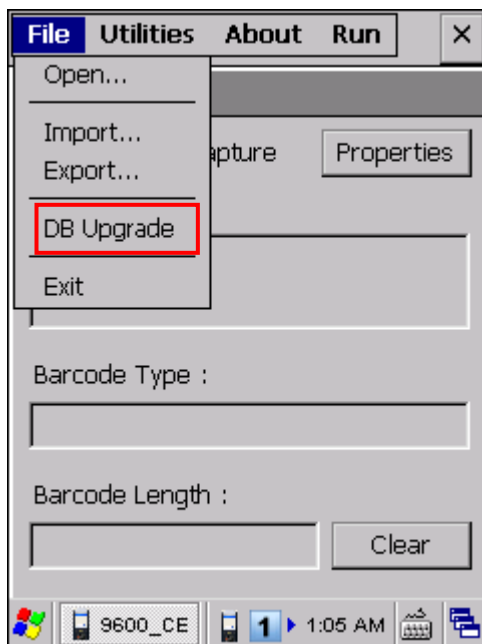 File Utilities About Run
Open...
Import...
Export...
DB Upgrade
Exit
Properties
Barcode Type :
Barcode Length :
Clear
9600_CE 1 1:05 AM